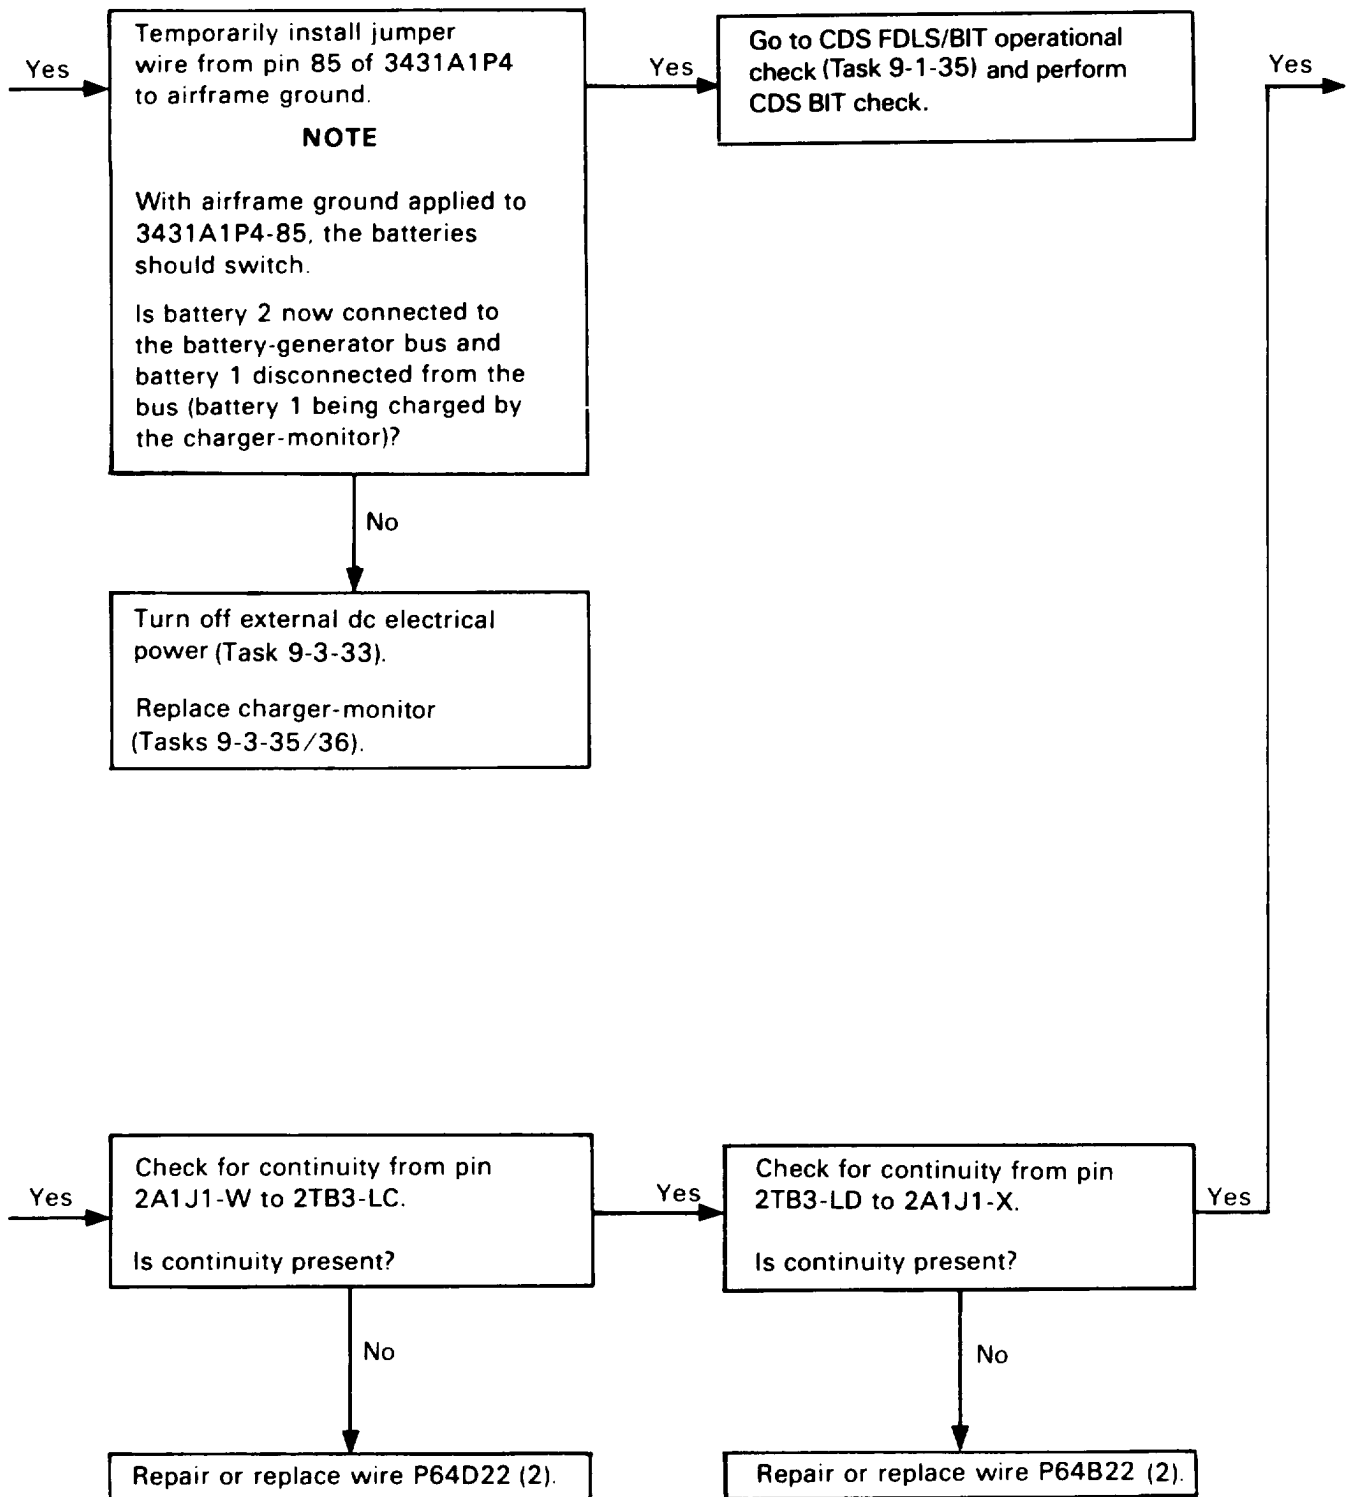 Yes
Temporarily install jumper
wire from pin 85 of 3431A1P4
to airframe ground.
NOTE
With airframe ground applied to
3431A1P4-85, the batteries
should switch.
Is battery 2 now connected to
the battery-generator bus and
battery 1 disconnected from the
bus (battery 1 being charged by
the charger-monitor)?
Yes
Go to CDS FDLS/BIT operational
check (Task 9-1-35) and perform
CDS BIT check.
Yes
No
Turn off external dc electrical
power (Task 9-3-33).
Replace charger-monitor
(Tasks 9-3-35/36).
Yes
Check for continuity from pin
2A1J1-W to 2TB3-LC.
Is continuity present?
Yes
Check for continuity from pin
2TB3-LD to 2A1J1-X.
Is continuity present?
Yes
No
No
Repair or replace wire P64D22 (2).
Repair or replace wire P64B22 (2).